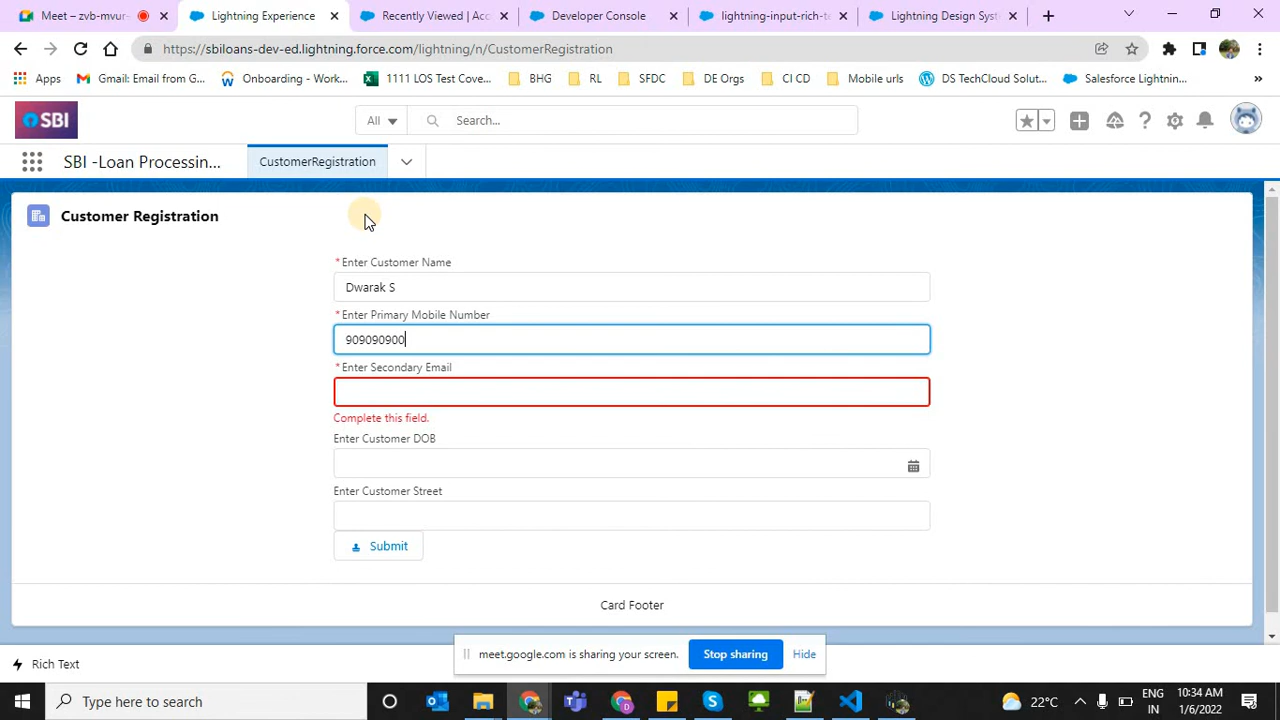 Meet – zvb-mvur-
Lightning Experience
Recently Viewed | Acc
Developer Console
lightning-input-rich-te
Lightning Design Syst
https://sbiloans-dev-ed.lightning.force.com/lightning/n/CustomerRegistration
Apps
Gmail: Email from G...
Onboarding - Work...
1111 LOS Test Cove...
BHG
RL
SFDC
DE Orgs
CI CD
Mobile urls
DS TechCloud Solut...
Salesforce Lightnin...
»
SBI
All
Search...
SBI -Loan Processin...
CustomerRegistration
Customer Registration
*Enter Customer Name
Dwarak S
*Enter Primary Mobile Number
909090900
*Enter Secondary Email
Complete this field.
Enter Customer DOB
Enter Customer Street
Submit
Card Footer
meet.google.com is sharing your screen.
Stop sharing
Hide
Rich Text
Type here to search
22°C
ENG
IN
10:34 AM
1/6/2022